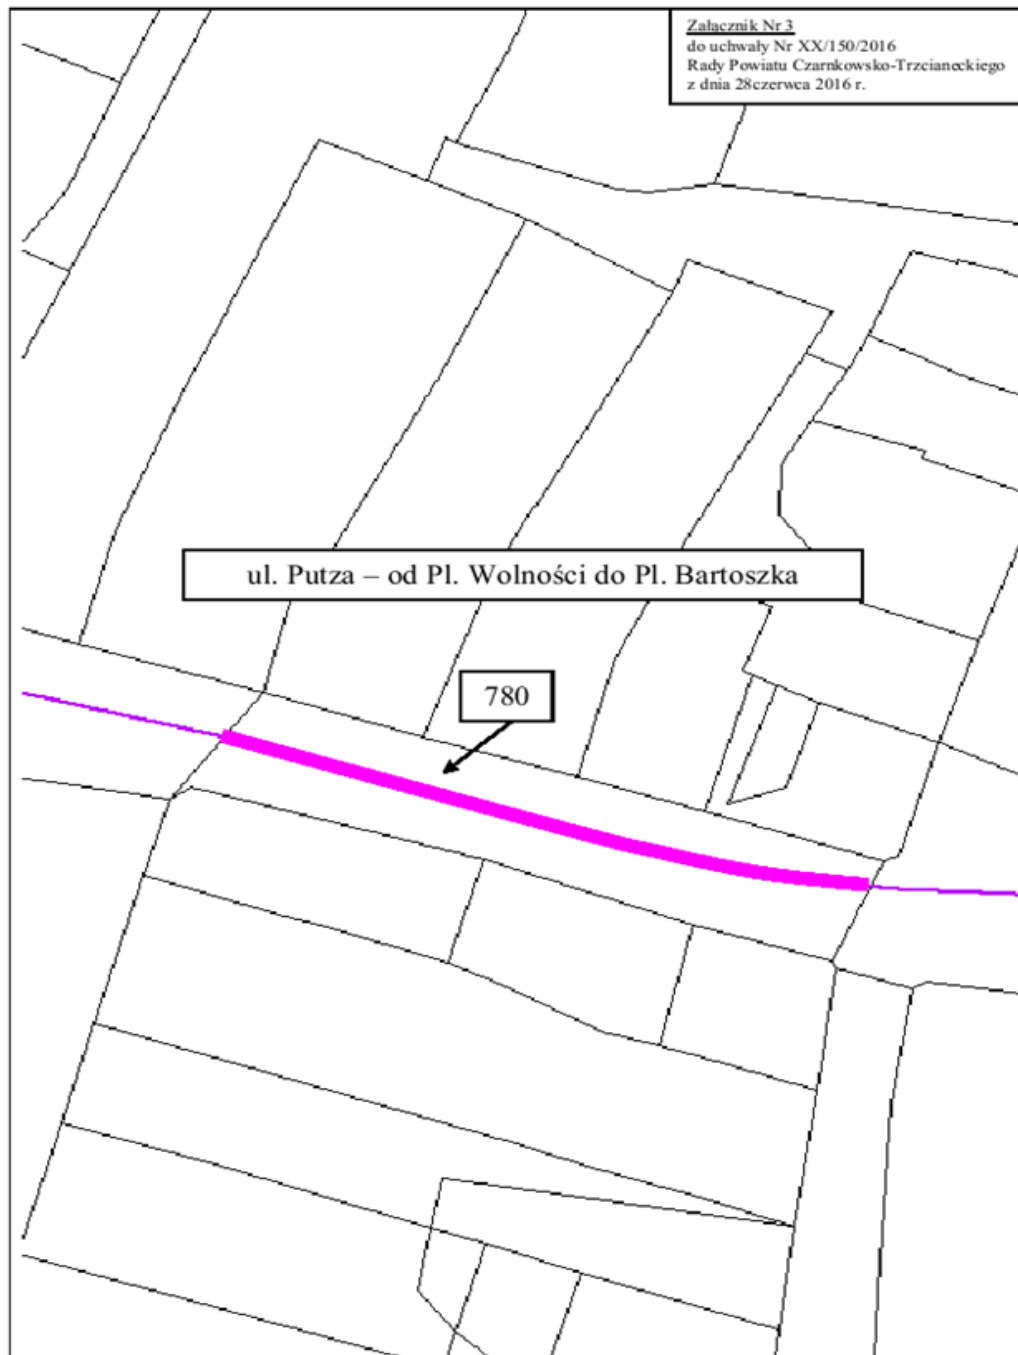 Załącznik Nr 3
do uchwały Nr XX/150/2016
Rady Powiatu Czarnkowsko-Trzcianeckiego
z dnia 28czerwca 2016 r.
ul. Putza – od Pl. Wolności do Pl. Bartoszka
780